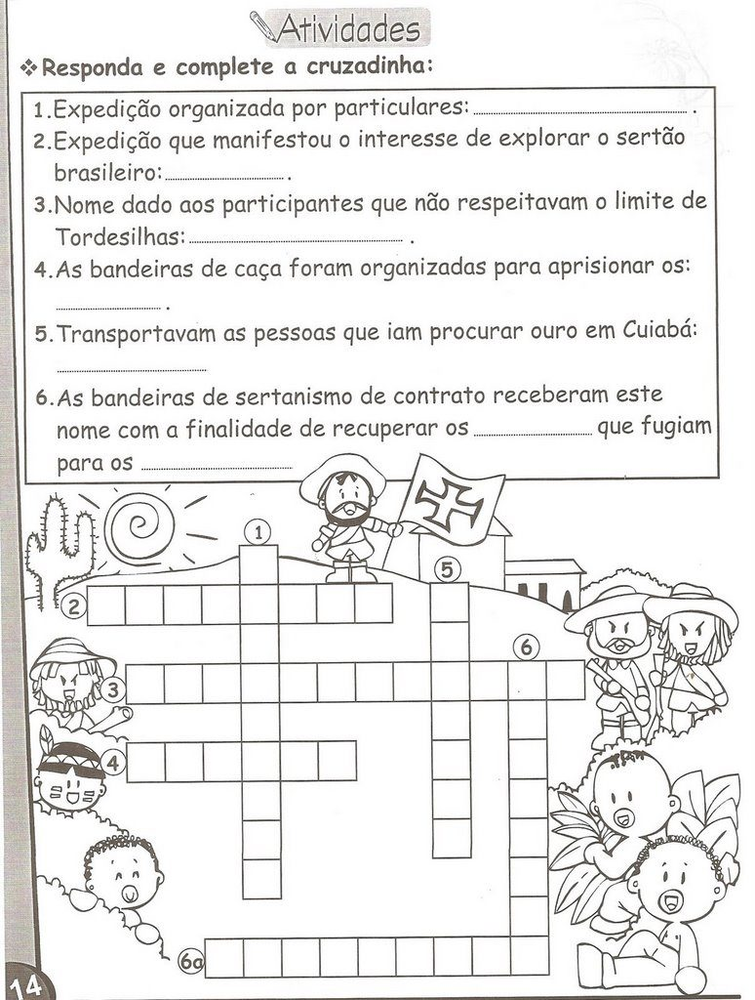 Atividades
❖Responda e complete a cruzadinha:
1.Expedição organizada por particulares: .
2.Expedição que manifestou o interesse de explorar o sertão
brasileiro: .
3.Nome dado aos participantes que não respeitavam o limite de
Tordesilhas: .
4.As bandeiras de caça foram organizadas para aprisionar os:
.
5.Transportavam as pessoas que iam procurar ouro em Cuiabá:
6.As bandeiras de sertanismo de contrato receberam este
nome com a finalidade de recuperar os que fugiam
para os
1
5
2
6
3
4
6a
14